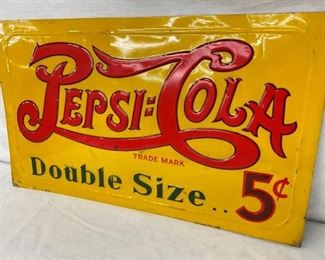 PEPSI=COLA
TRADE MARK
Double Size.. 5¢